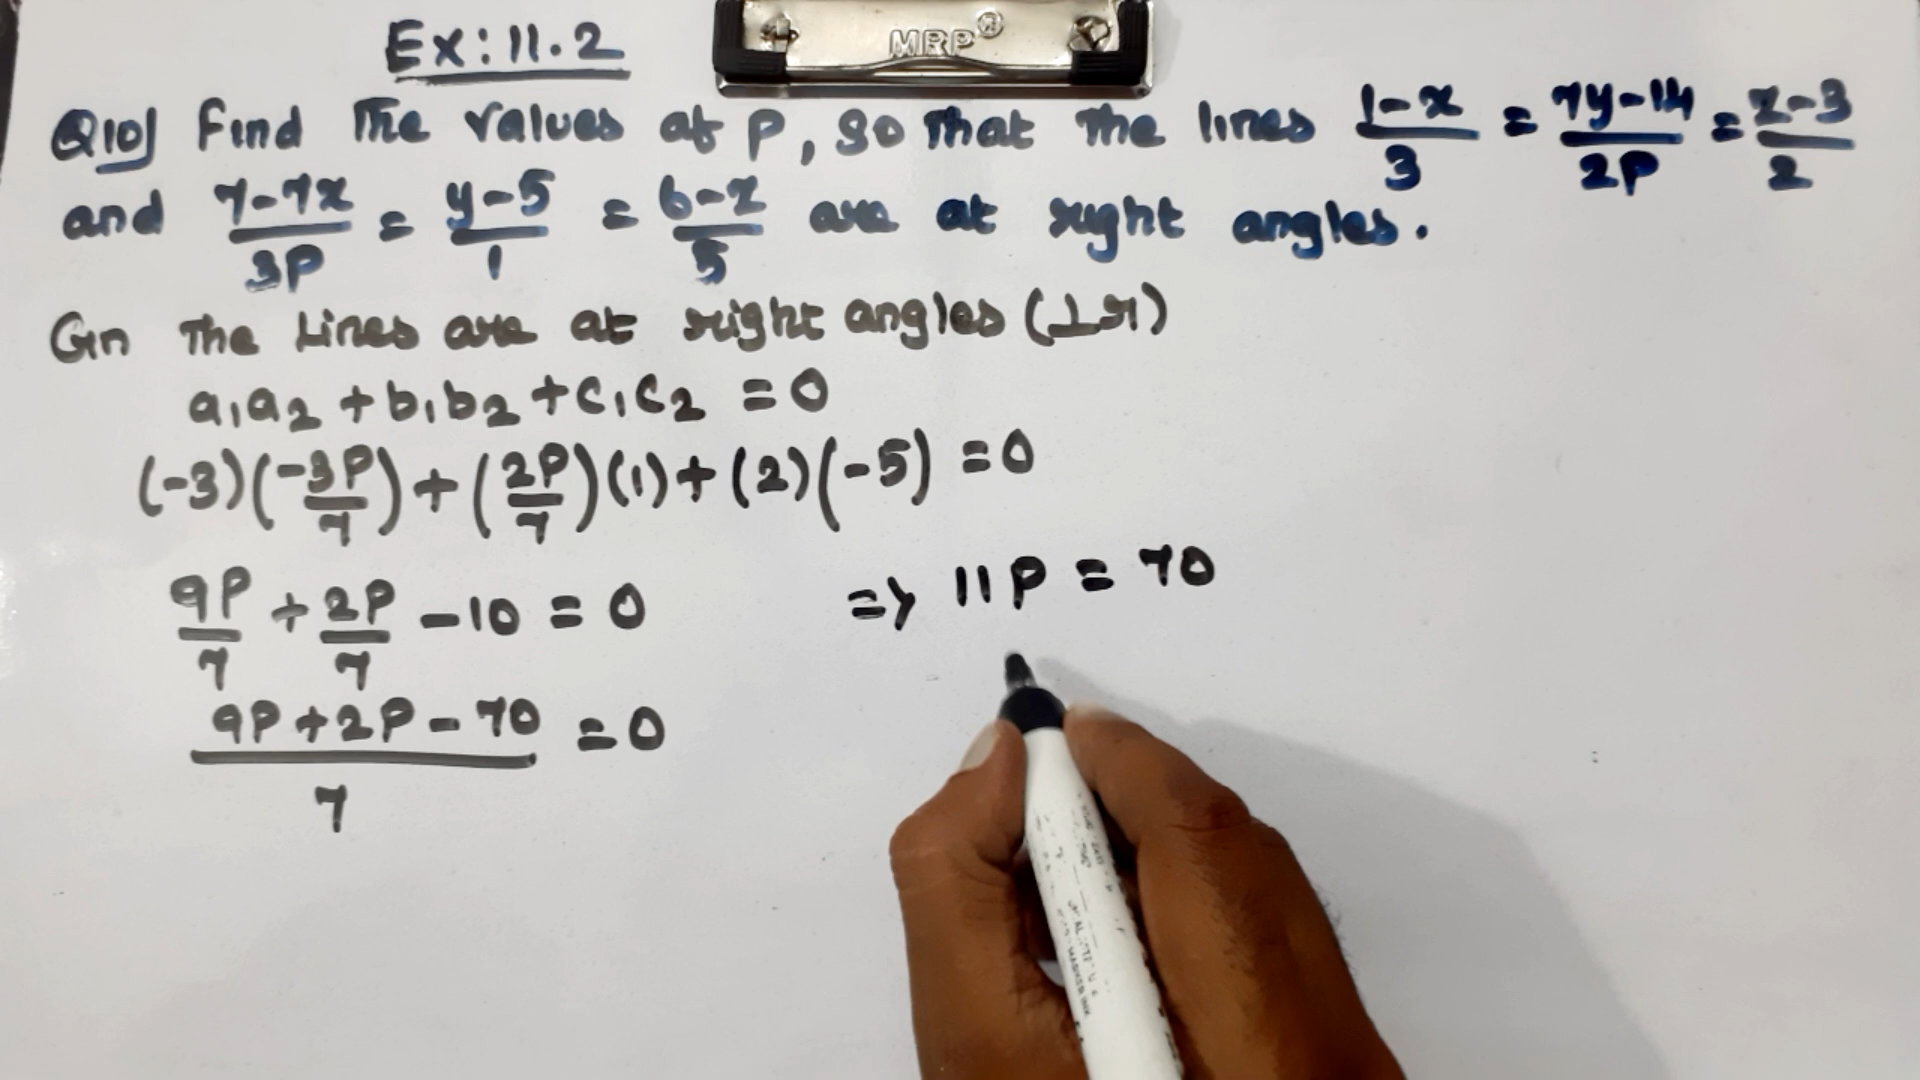 Ex: 11.2
MRP®
Q10) Find The values of P, so that the lines (1-x)/3 = (7y-14)/2P = (z-3)/2
and (7-7x)/3P = (y-5)/1 = (6-z)/5 are at right angles.
Gn The Lines are at right angles (⊥r)
a₁a₂ + b₁b₂ + c₁c₂ = 0
(-3)(-3P/7) + (2P/7)(1) + (2)(-5) = 0
9P/7 + 2P/7 - 10 = 0 => 11P = 70
(9P + 2P - 70)/7 = 0